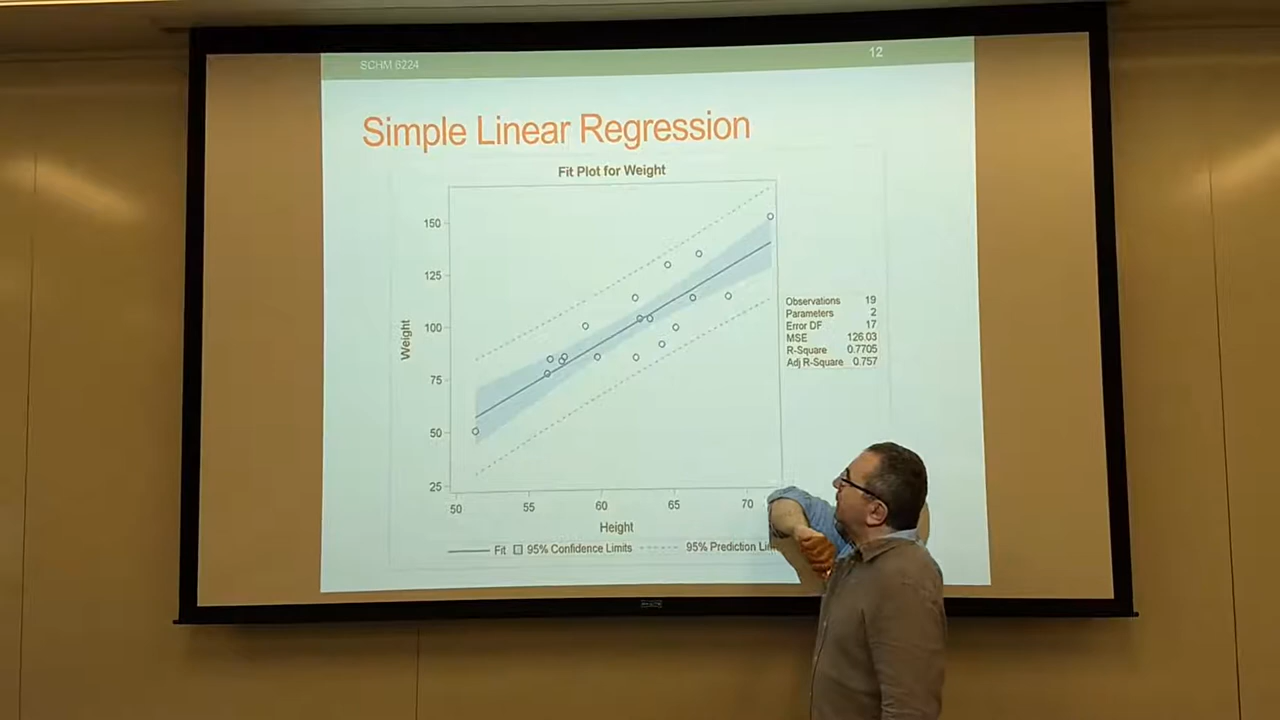 SCHM 6224
12
Simple Linear Regression
Fit Plot for Weight
150
125
100
75
50
25
Weight
50 55 60 65 70
Height
Observations 19
Parameters 2
Error DF 17
MSE 126.03
R-Square 0.7705
Adj R-Square 0.757
Fit 95% Confidence Limits 95% Prediction